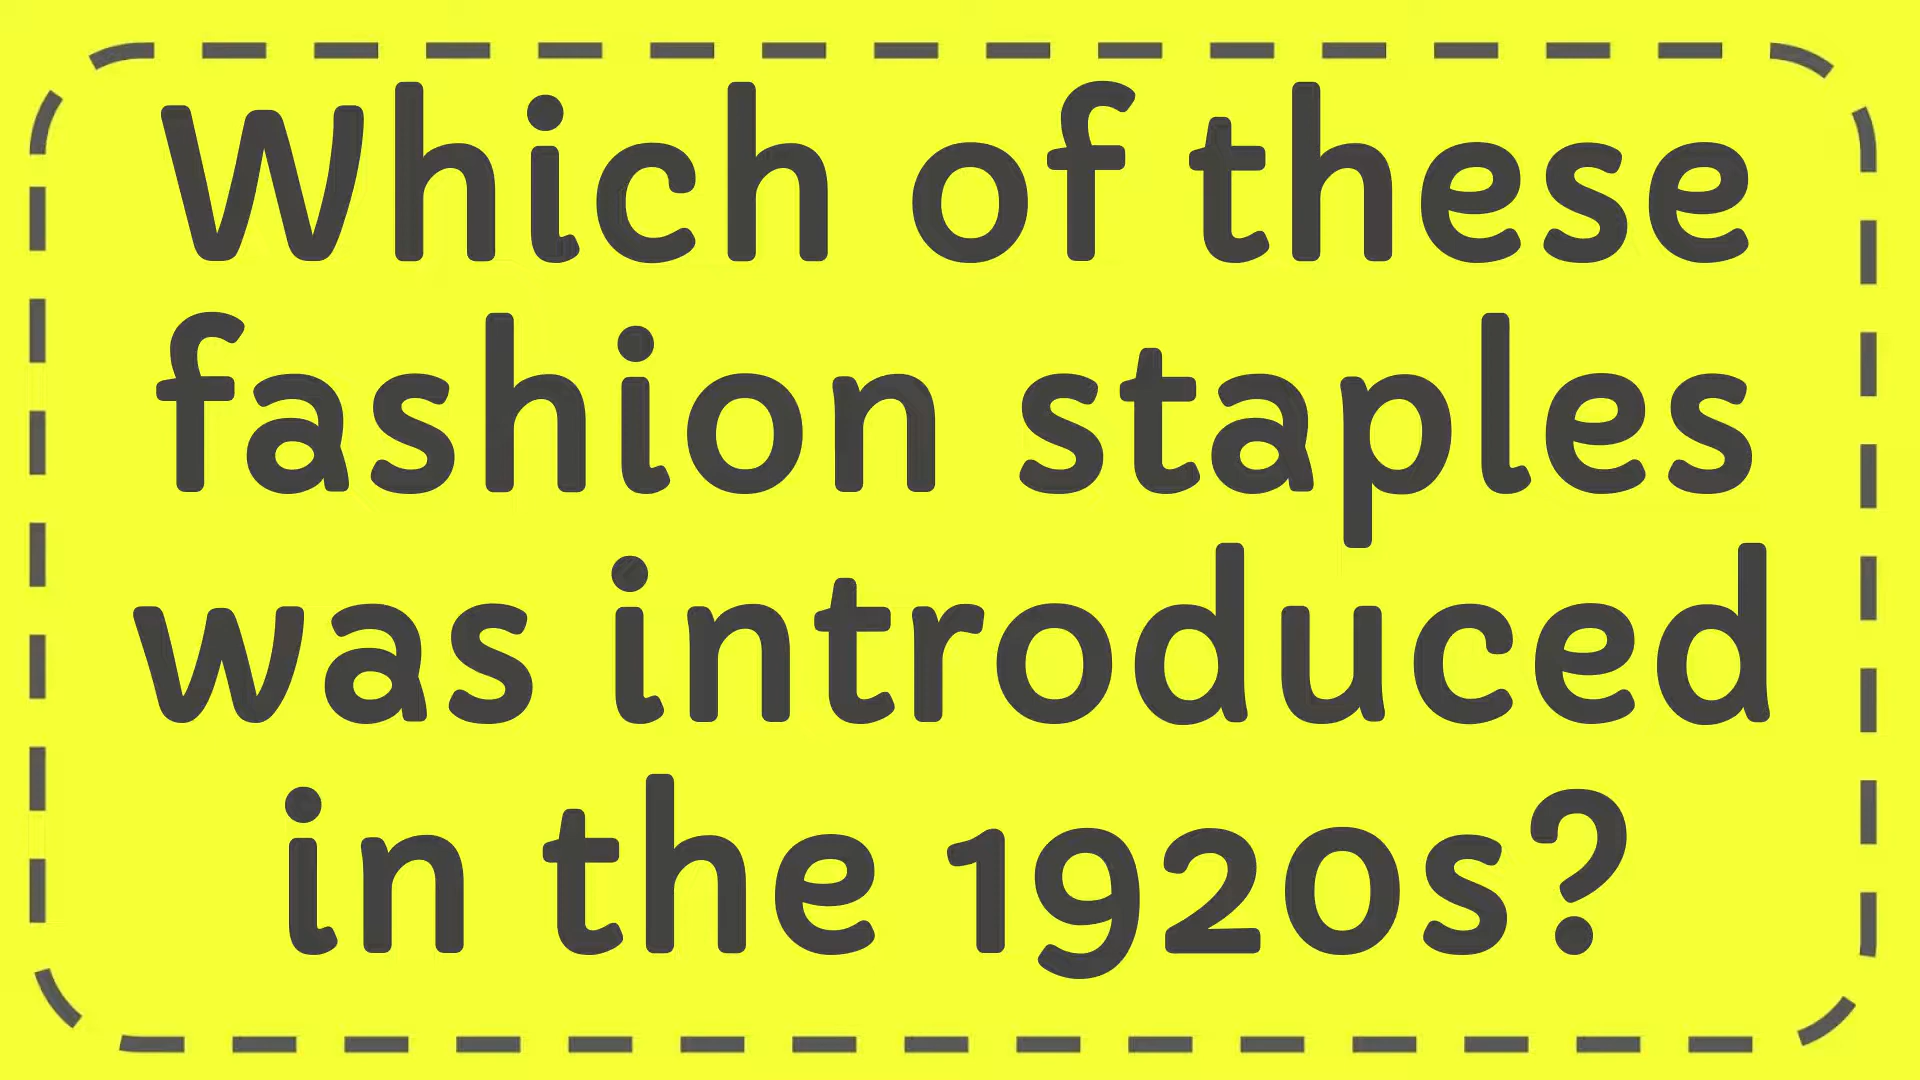 Which of these
fashion staples
was introduced
in the 1920s?